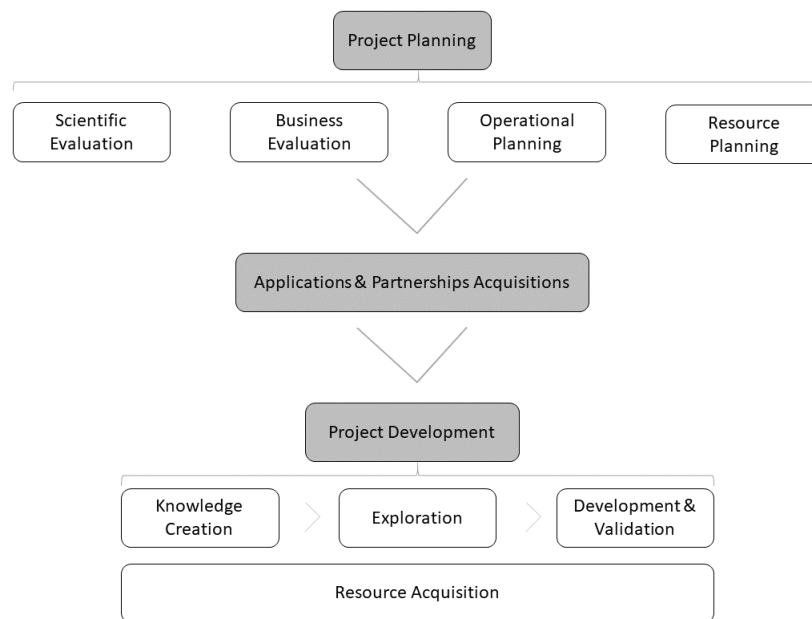 Project Planning
Scientific
Evaluation
Business
Evaluation
Operational
Planning
Resource
Planning
Applications & Partnerships Acquisitions
Project Development
Knowledge
Creation
Exploration
Development &
Validation
Resource Acquisition